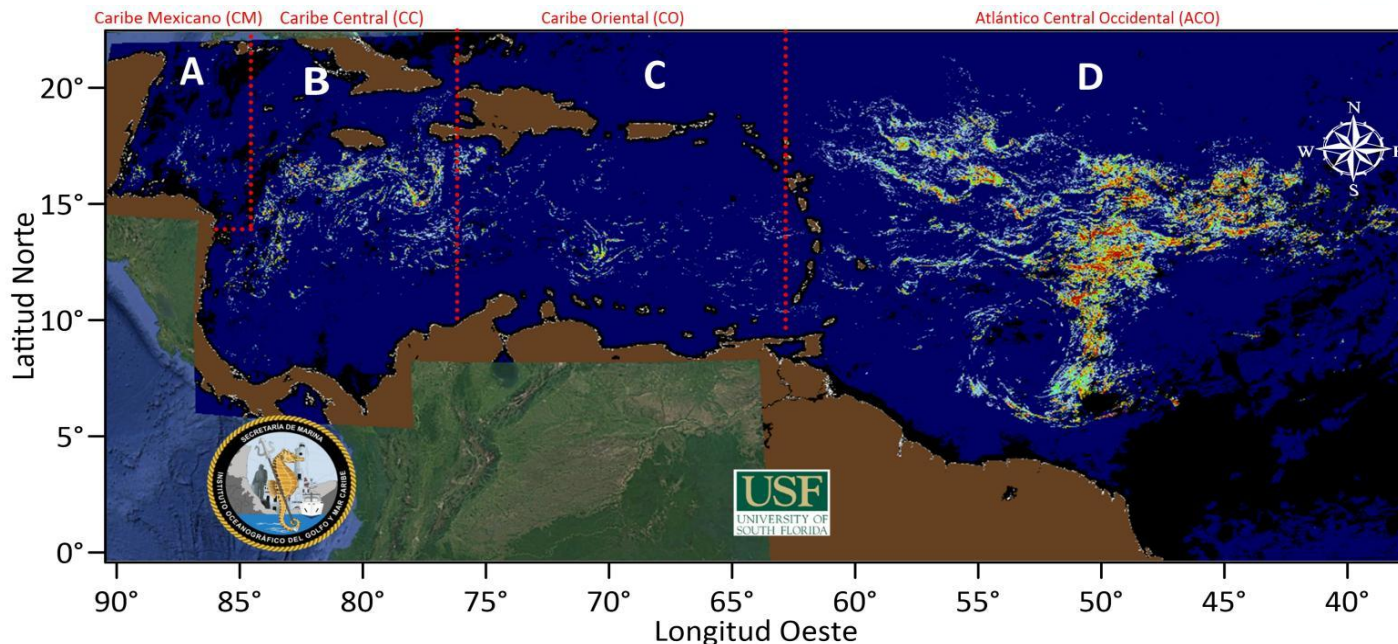 Caribe Mexicano (CM)
Caribe Central (CC)
Caribe Oriental (CO)
Atlántico Central Occidental (ACO)
A
B
C
D
N
W
E
S
20°
15°
10°
5°
0°
Latitud Norte
SECRETARÍA DE MARINA
INSTITUTO OCEANOGRÁFICO DEL GOLFO Y MAR CARIBE
USF
UNIVERSITY OF
SOUTH FLORIDA
90°
85°
80°
75°
70°
65°
60°
55°
50°
45°
40°
Longitud Oeste